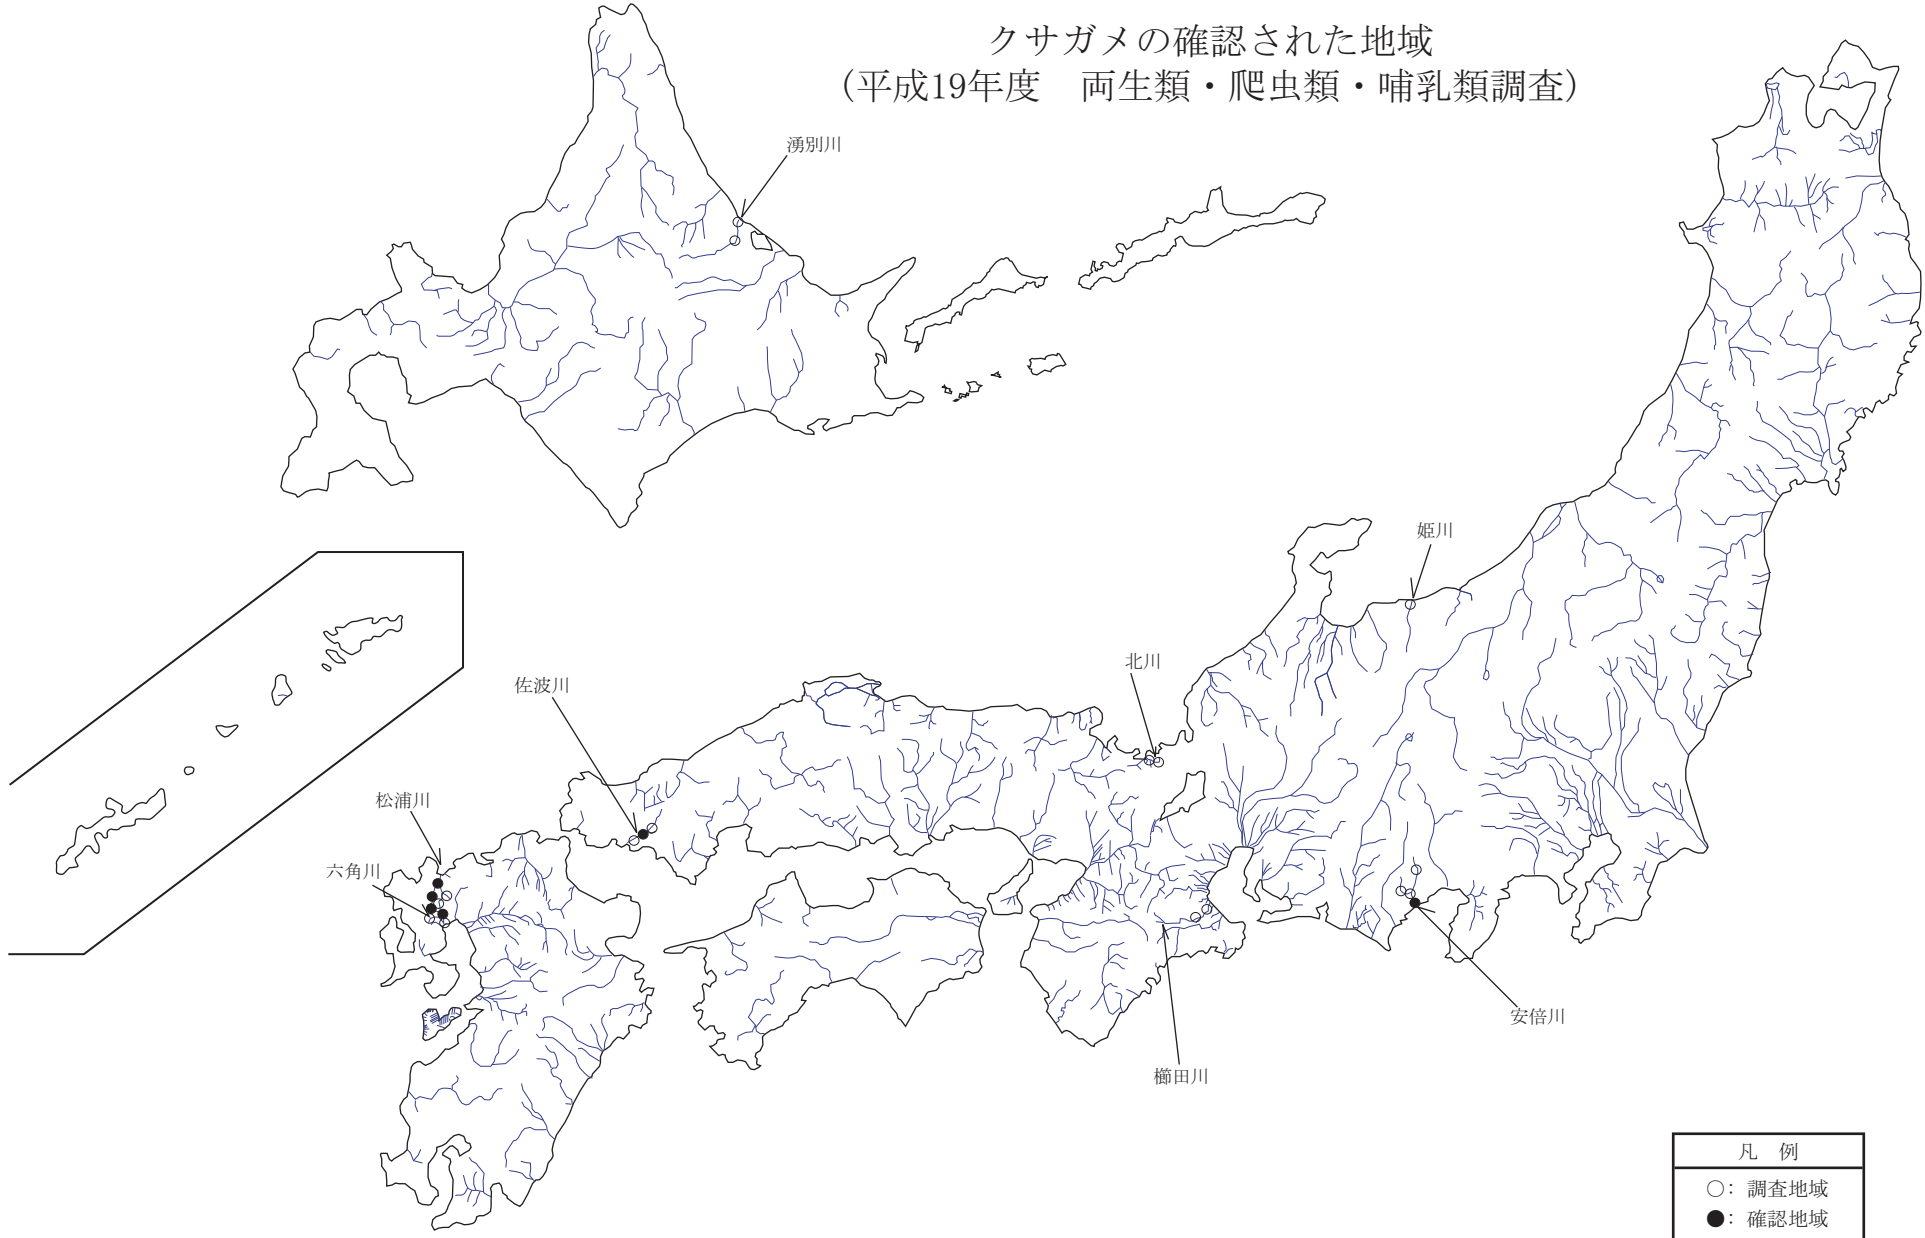 クサガメの確認された地域
（平成19年度　両生類・爬虫類・哺乳類調査）
湧別川
姫川
北川
佐波川
松浦川
六角川
安倍川
櫛田川
凡　例
○：調査地域
●：確認地域